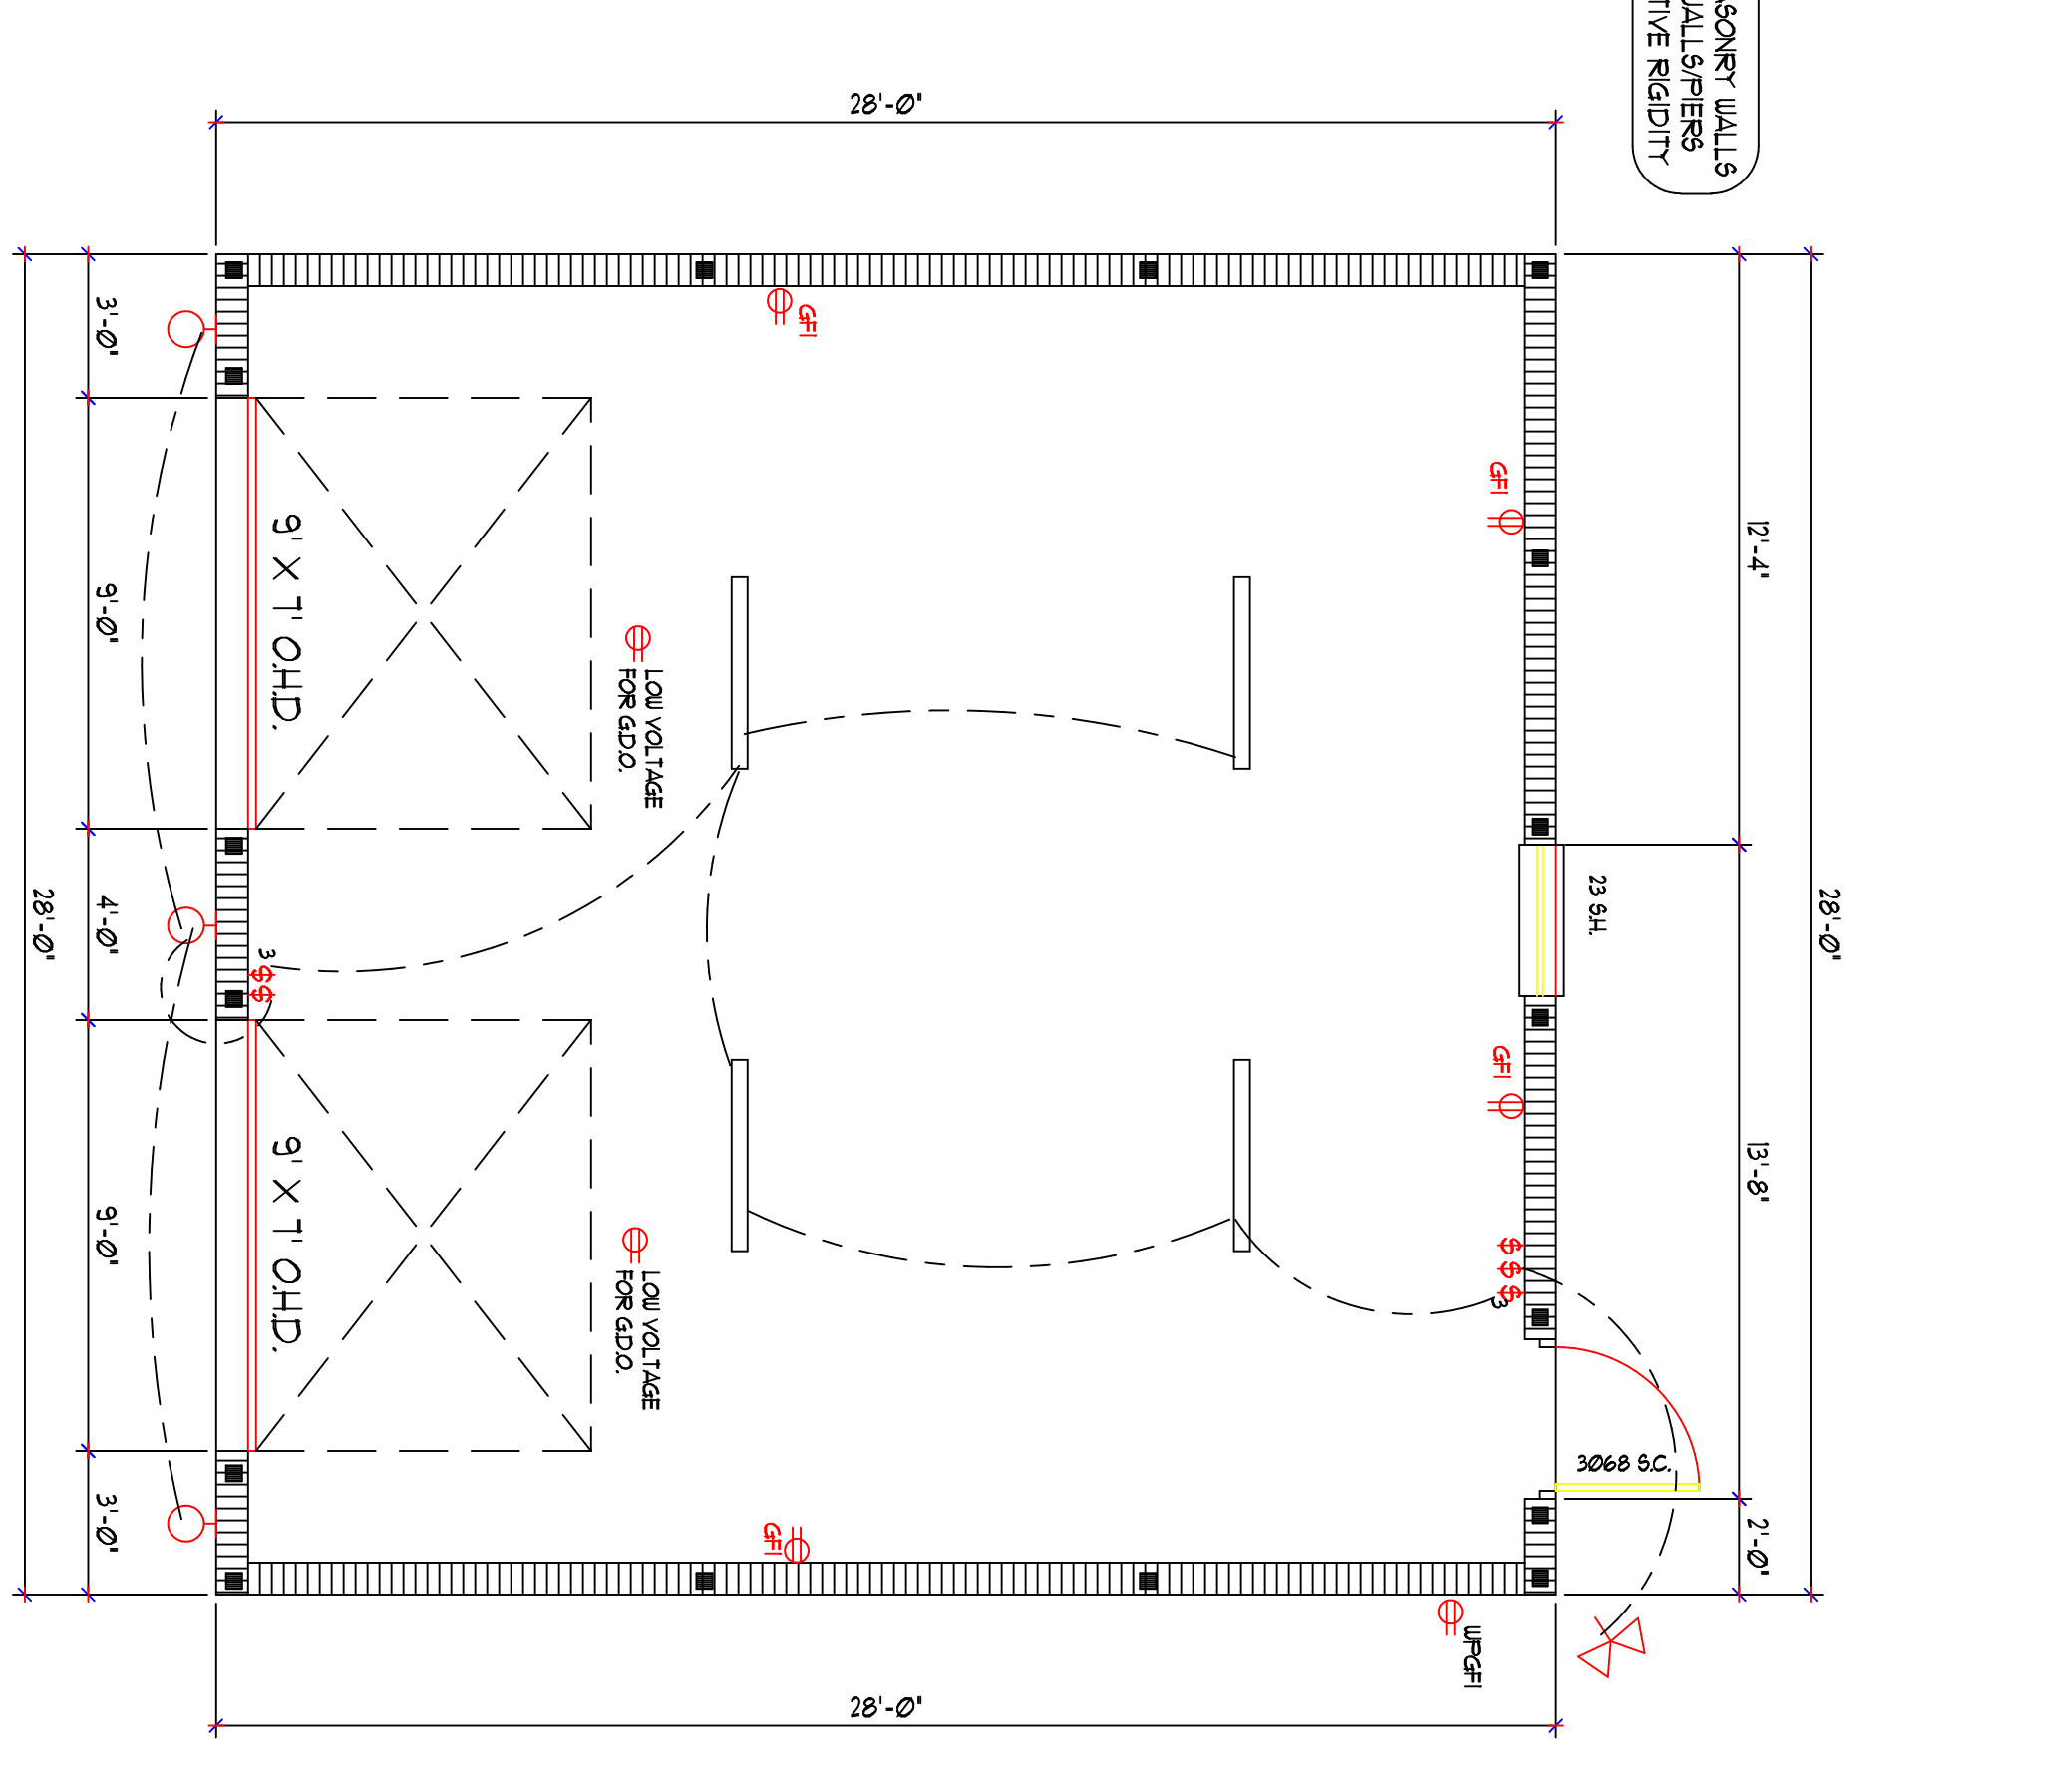 ASONRY WALLS
WALLS/PIERS
TIVE RIGIDITY
28'-0"
28'-0"
12'-4"
13'-8"
2'-0"
23 S.H.
3068 S.C.
GFI
GFI
$ $ $
3
GFI
GFI
WPGFI
LOW VOLTAGE
FOR G.D.O.
LOW VOLTAGE
FOR G.D.O.
9' X 7' O.H.D.
9' X 7' O.H.D.
3
$ $
3'-0"
9'-0"
4'-0"
9'-0"
3'-0"
28'-0"
28'-0"